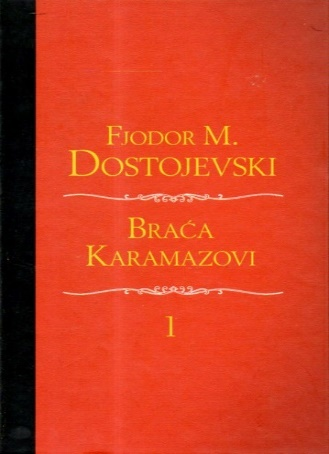 FJODOR M.
DOSTOJEVSKI
BRAĆA
KARAMAZOVI
1